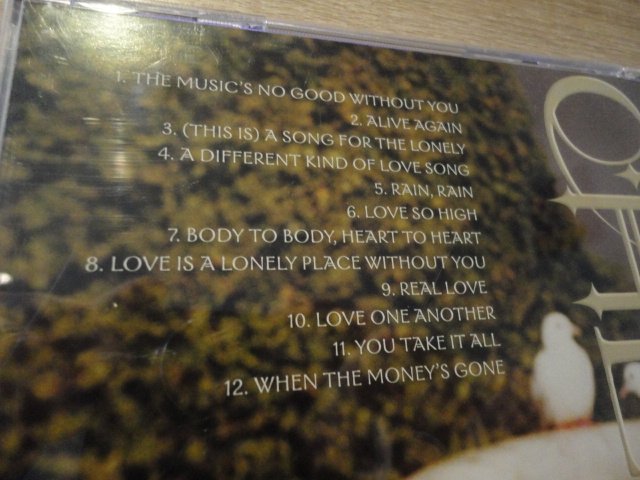 1. THE MUSIC'S NO GOOD WITHOUT YOU
2. ALIVE AGAIN
3. (THIS IS) A SONG FOR THE LONELY
4. A DIFFERENT KIND OF LOVE SONG
5. RAIN, RAIN
6. LOVE SO HIGH
7. BODY TO BODY, HEART TO HEART
8. LOVE IS A LONELY PLACE WITHOUT YOU
9. REAL LOVE
10. LOVE ONE ANOTHER
11. YOU TAKE IT ALL
12. WHEN THE MONEY'S GONE